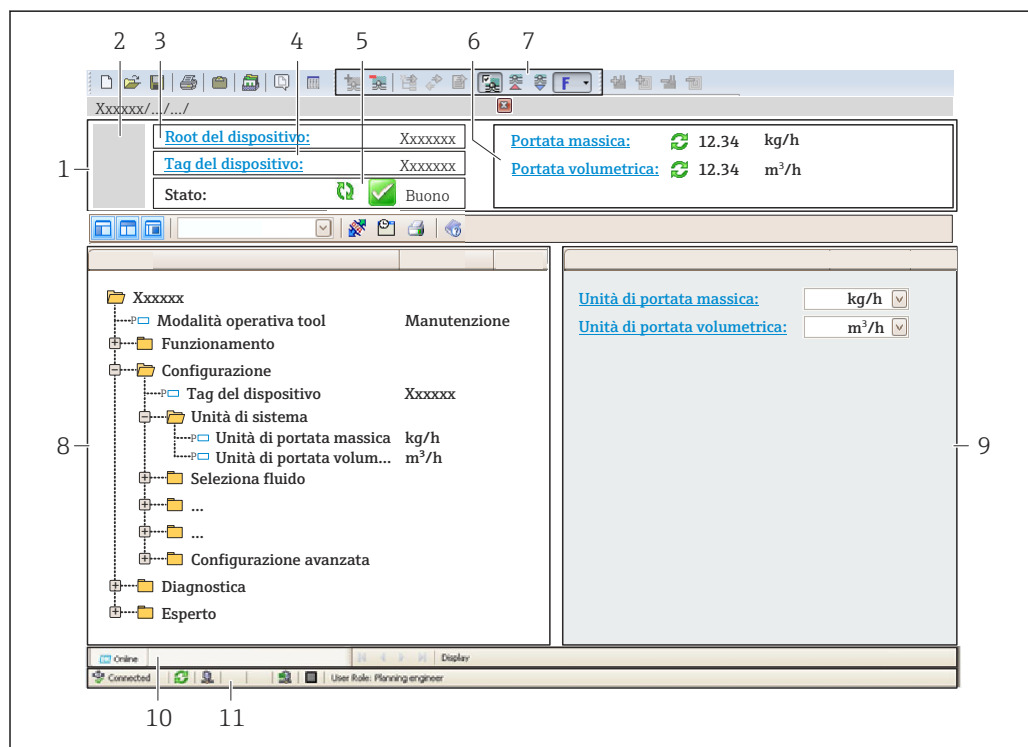 2 3 4 5 6 7
F
Xxxxxx/.../.../
1
Root del dispositivo: Xxxxxxx
Tag del dispositivo: Xxxxxxx
Stato: Buono
Portata massica: 12.34 kg/h
Portata volumetrica: 12.34 m³/h
Xxxxxx
P Modalità operativa tool Manutenzione
Funzionamento
Configurazione
P Tag del dispositivo Xxxxxx
Unità di sistema
P Unità di portata massica kg/h
P Unità di portata volum... m³/h
Seleziona fluido
...
...
Configurazione avanzata
Diagnostica
Esperto
8
Unità di portata massica: kg/h
Unità di portata volumetrica: m³/h
9
Online Display
Connected User Role: Planning engineer
10 11